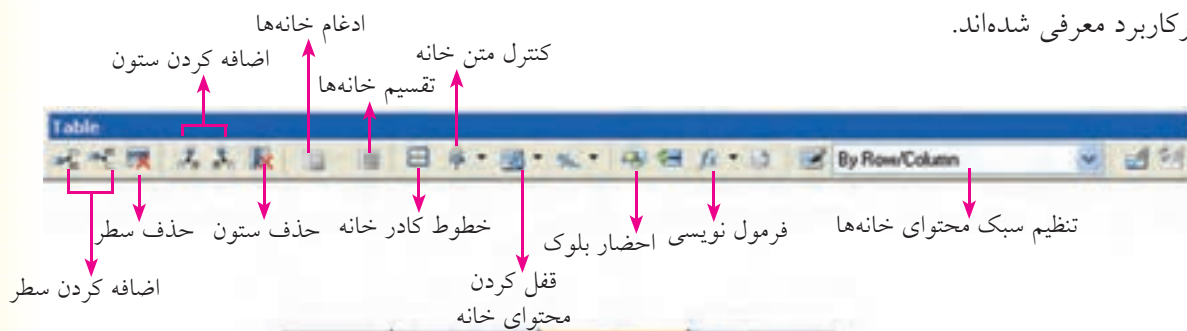 رکاربرد معرفی شده‌اند.
ادغام خانه‌ها
کنترل متن خانه
اضافه کردن ستون
تقسیم خانه‌ها
Table
By Row/Column
تنظیم سبک محتوای خانه‌ها
فرمول نویسی
احضار بلوک
خطوط کادر خانه
حذف ستون
حذف سطر
قفل کردن
محتوای خانه
اضافه کردن سطر